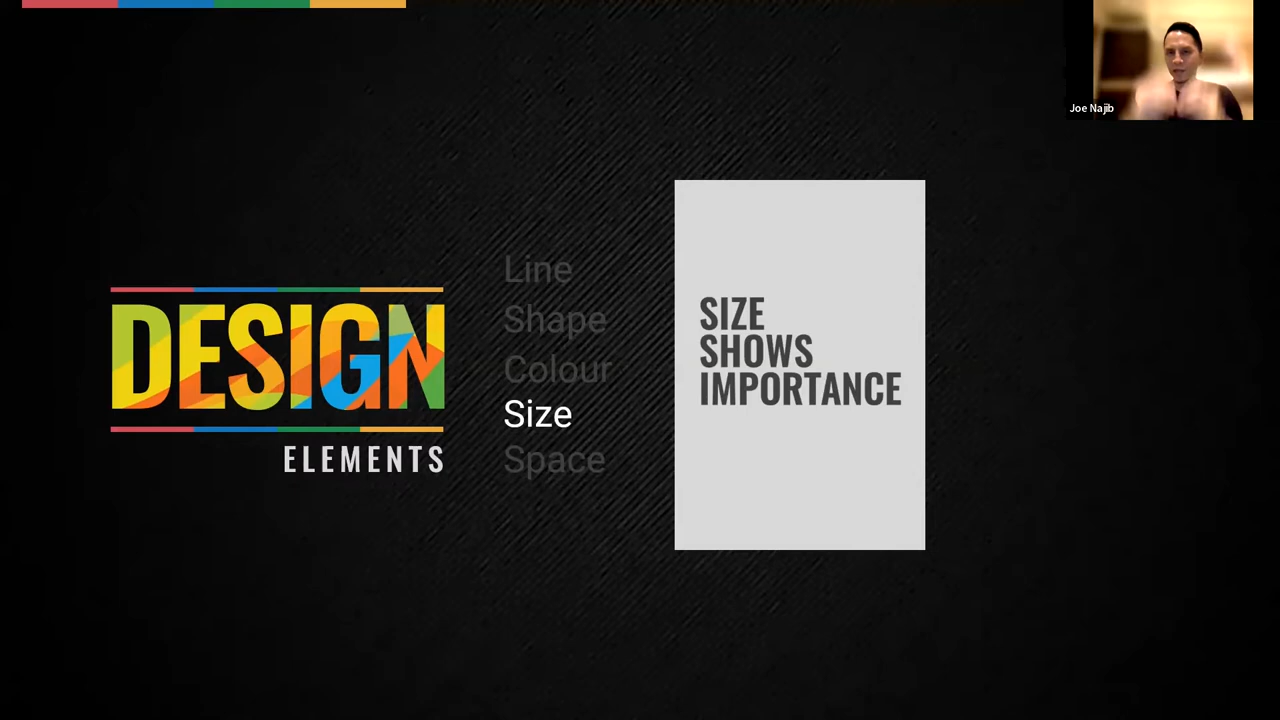 Joe Najib
DESIGN
ELEMENTS
Line
Shape
Colour
Size
Space
SIZE
SHOWS
IMPORTANCE